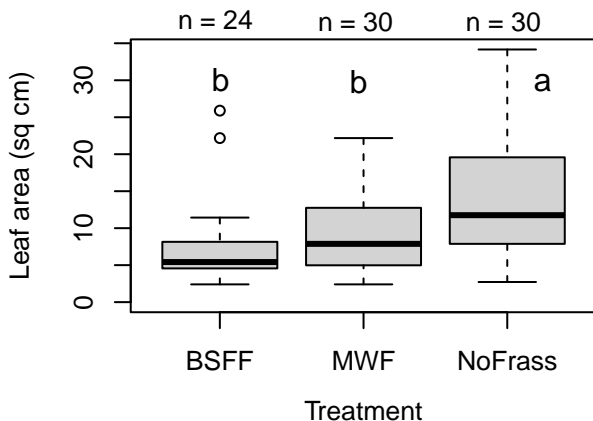 n = 24 n = 30 n = 30
b b a
Leaf area (sq cm)
30
20
10
0
BSFF MWF NoFrass
Treatment